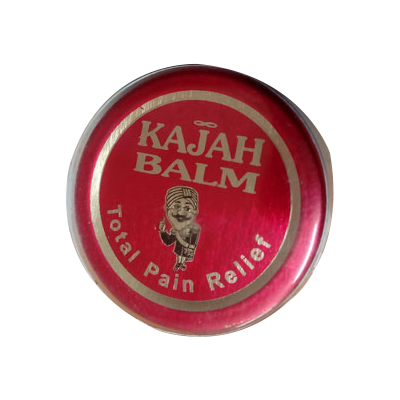 KAJAH
BALM
Total Pain Relief